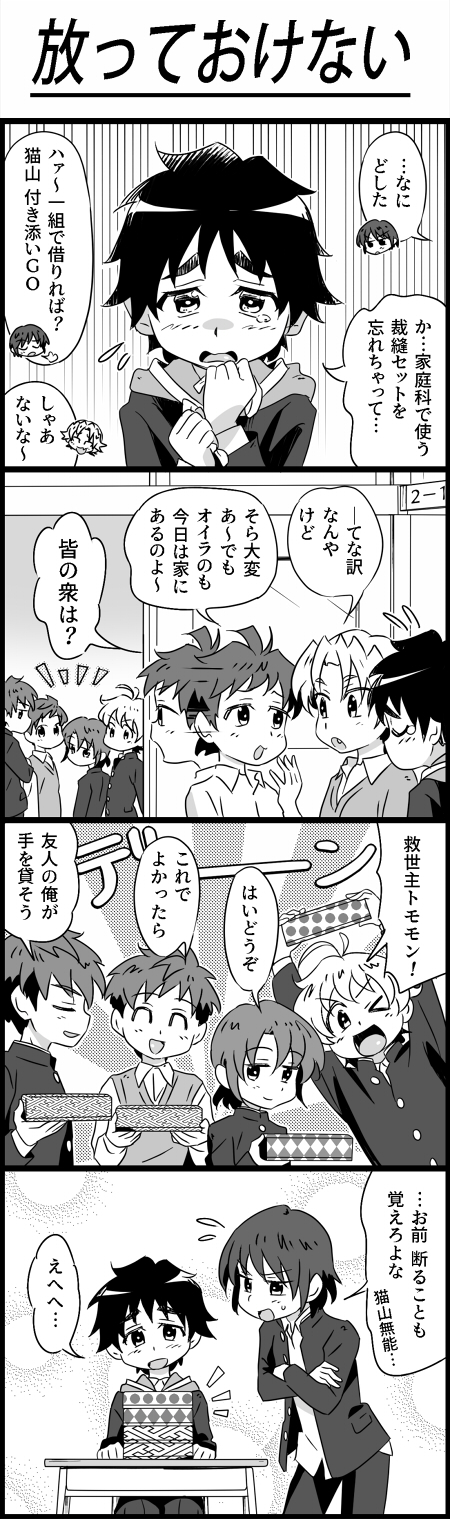 放っておけない
…なに
どした
か…家庭科で使う
裁縫セットを
忘れちゃって…
ハァ～一組で借りれば？
猫山 付き添いGO
しゃあ
ないな～
2-1
―てな訳
なんや
けど
そら大変
あ～でも
オイラのも
今日は家に
あるのよ～
皆の衆は？
デーーン
救世主トモモン！
はいどうぞ
これで
よかったら
友人の俺が
手を貸そう
…お前 断ることも
覚えろよな
猫山無能…
えへへ…